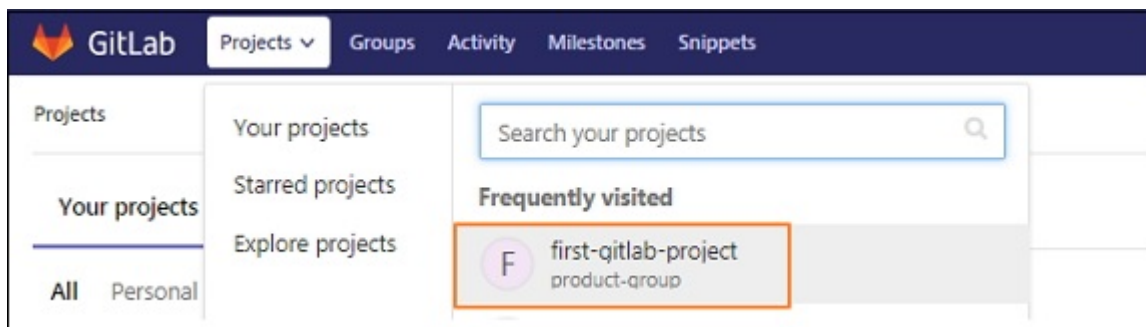 GitLab Projects Groups Activity Milestones Snippets
Projects
Your projects
All Personal
Your projects
Starred projects
Explore projects
Search your projects
Frequently visited
F first-gitlab-project
product-group